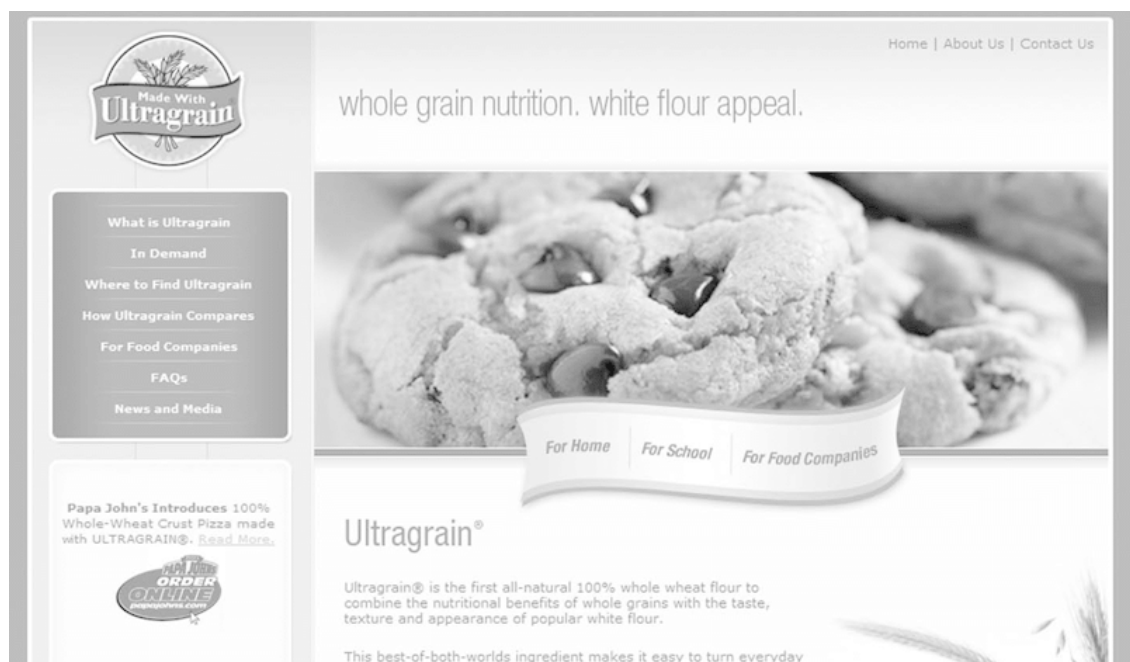 Home | About Us | Contact Us
Made With
Ultragrain®
whole grain nutrition. white flour appeal.
What is Ultragrain
In Demand
Where to Find Ultragrain
How Ultragrain Compares
For Food Companies
FAQs
News and Media
For Home
For School
For Food Companies
Papa John's Introduces 100%
Whole-Wheat Crust Pizza made
with ULTRAGRAIN®. Read More.
PAPA JOHN'S
ORDER
ONLINE
papajohns.com
Ultragrain®
Ultragrain® is the first all-natural 100% whole wheat flour to
combine the nutritional benefits of whole grains with the taste,
texture and appearance of popular white flour.
This best-of-both-worlds ingredient makes it easy to turn everyday